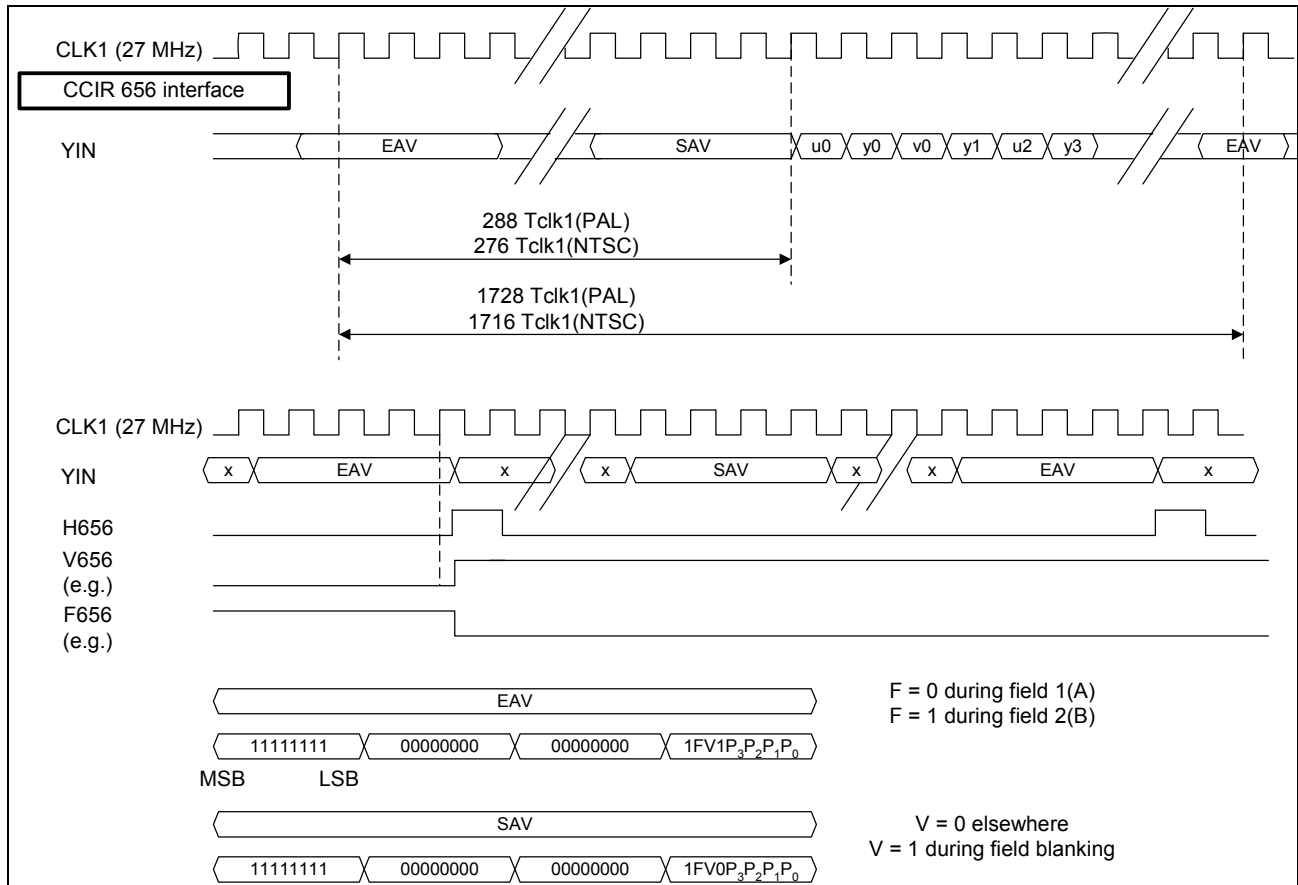 CLK1 (27 MHz)
CCIR 656 interface
YIN
EAV SAV u0 y0 v0 y1 u2 y3 EAV
288 Tclk1(PAL)
276 Tclk1(NTSC)
1728 Tclk1(PAL)
1716 Tclk1(NTSC)
CLK1 (27 MHz)
YIN
x EAV x x SAV x x EAV x
H656
V656
(e.g.)
F656
(e.g.)
EAV
11111111 00000000 00000000 1FV1P₃P₂P₁P₀
MSB LSB
F = 0 during field 1(A)
F = 1 during field 2(B)
SAV
11111111 00000000 00000000 1FV0P₃P₂P₁P₀
V = 0 elsewhere
V = 1 during field blanking